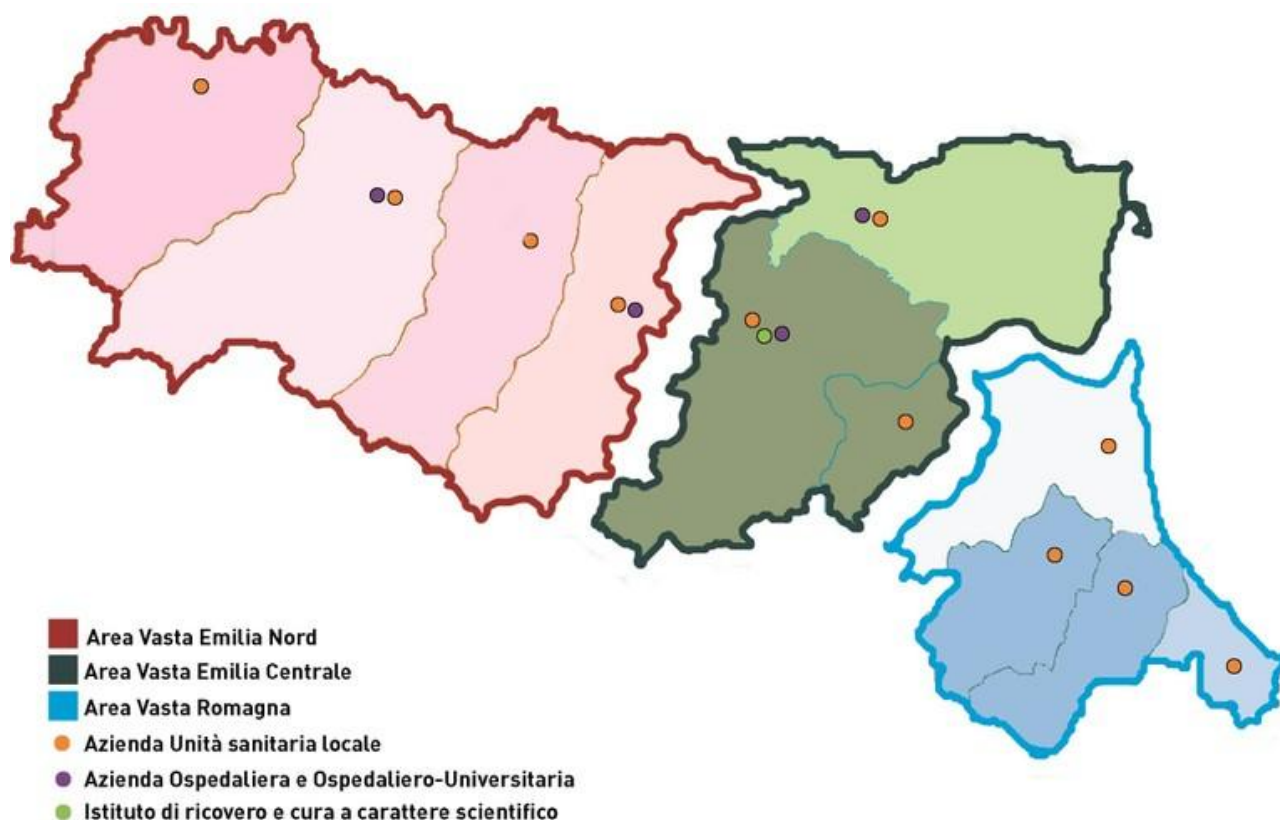 Area Vasta Emilia Nord
Area Vasta Emilia Centrale
Area Vasta Romagna
Azienda Unità sanitaria locale
Azienda Ospedaliera e Ospedaliero-Universitaria
Istituto di ricovero e cura a carattere scientifico